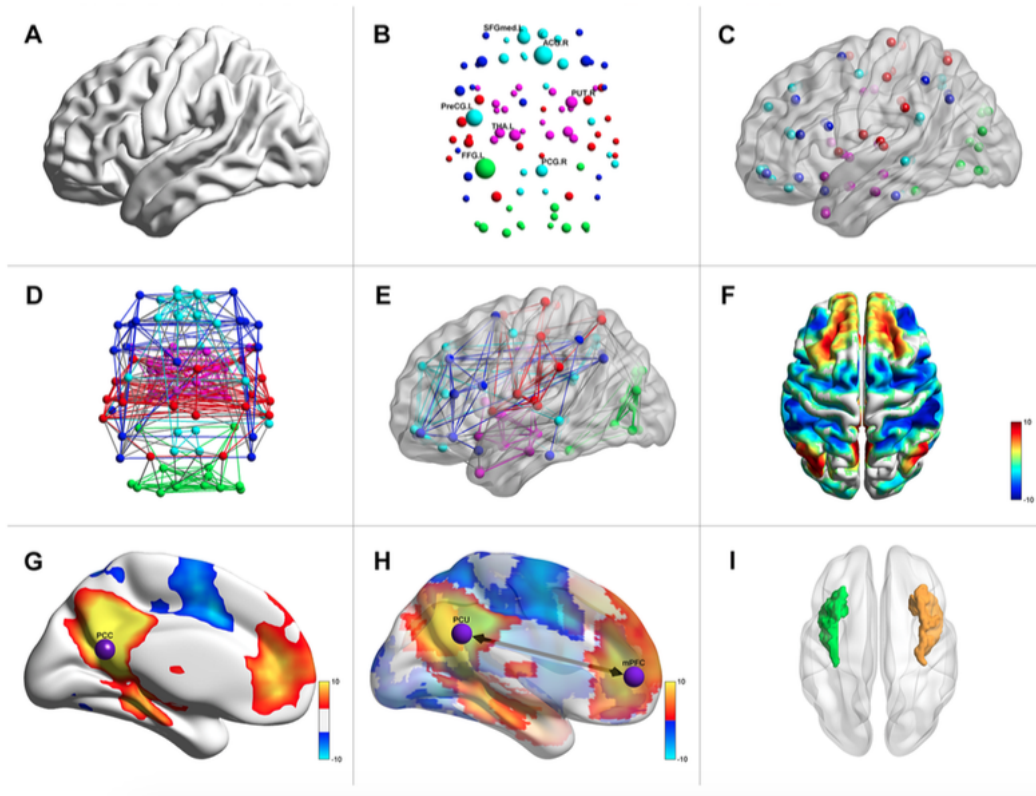 A
B
SFGmed.L
ACG.R
PUT.R
PreCG.L
THA.L
FFG.L
PCG.R
C
D
E
F
10
-10
G
PCC
10
-10
H
PCU
mPFC
10
-10
I